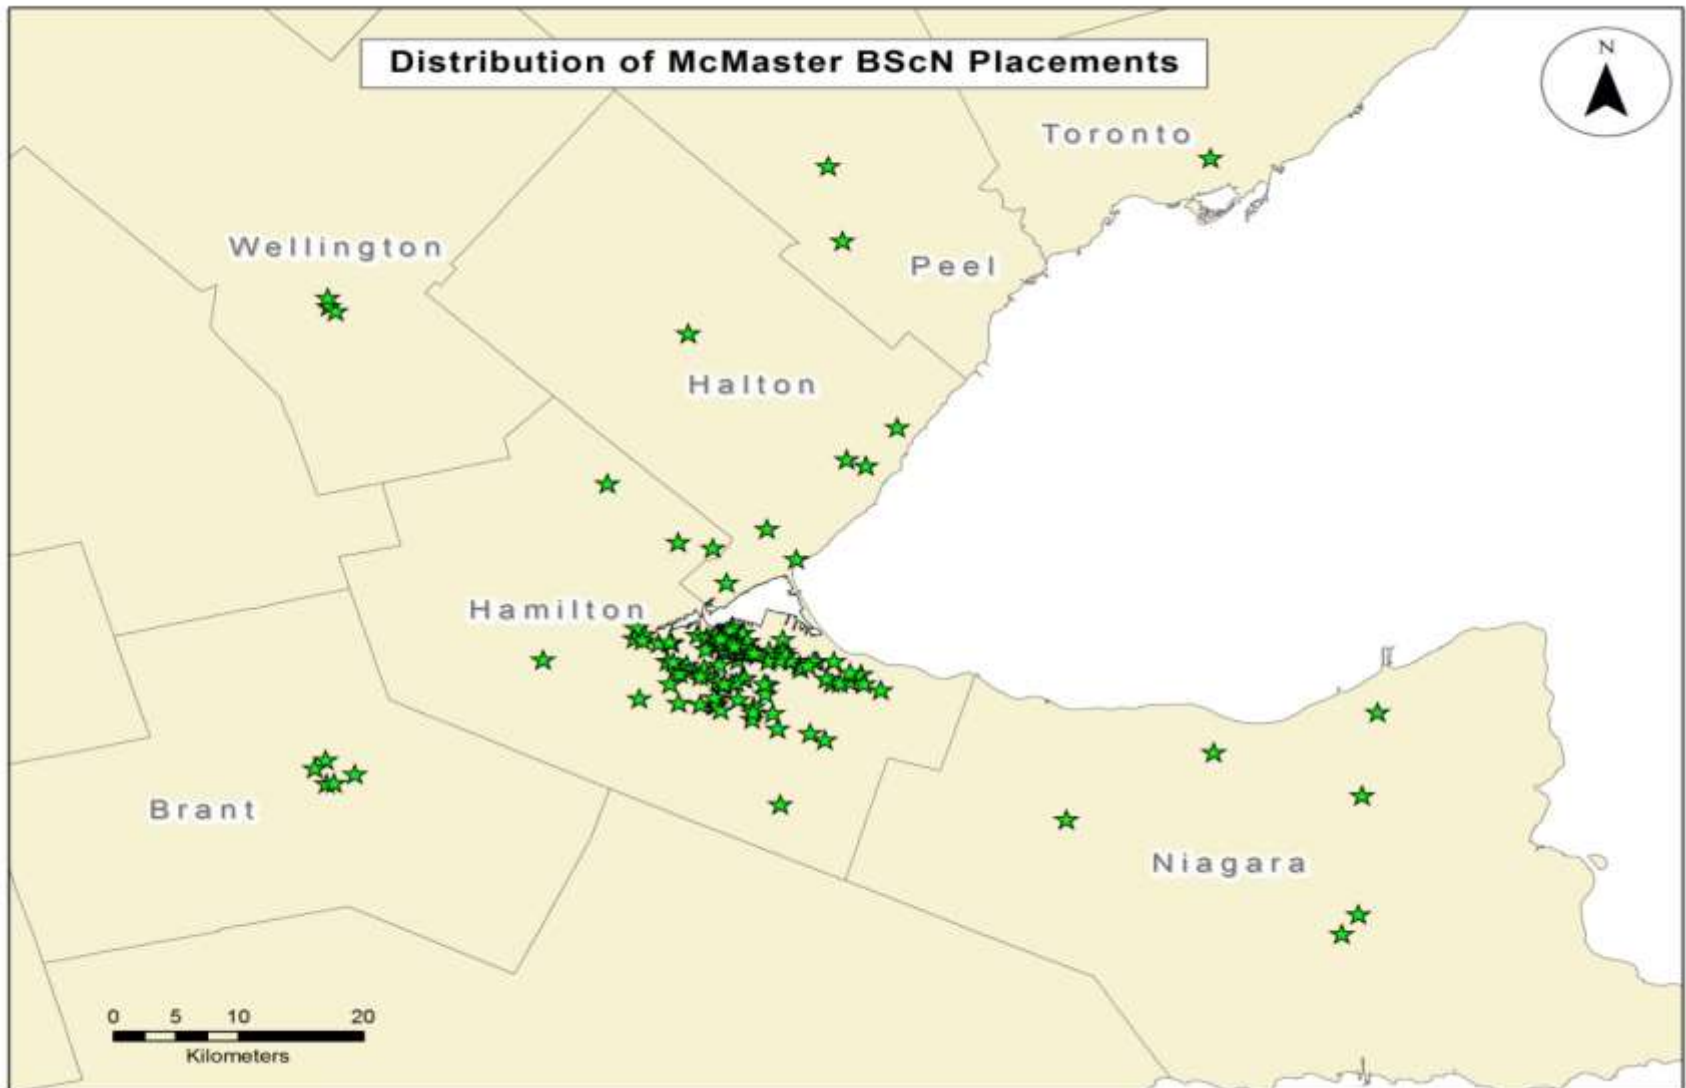 Distribution of McMaster BScN Placements
N
Toronto
Wellington
Peel
Halton
Hamilton
Brant
Niagara
0 5 10 20
Kilometers